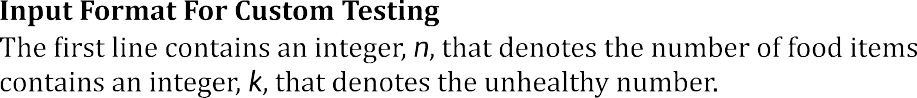 Input Format For Custom Testing
The first line contains an integer, n, that denotes the number of food items
contains an integer, k, that denotes the unhealthy number.